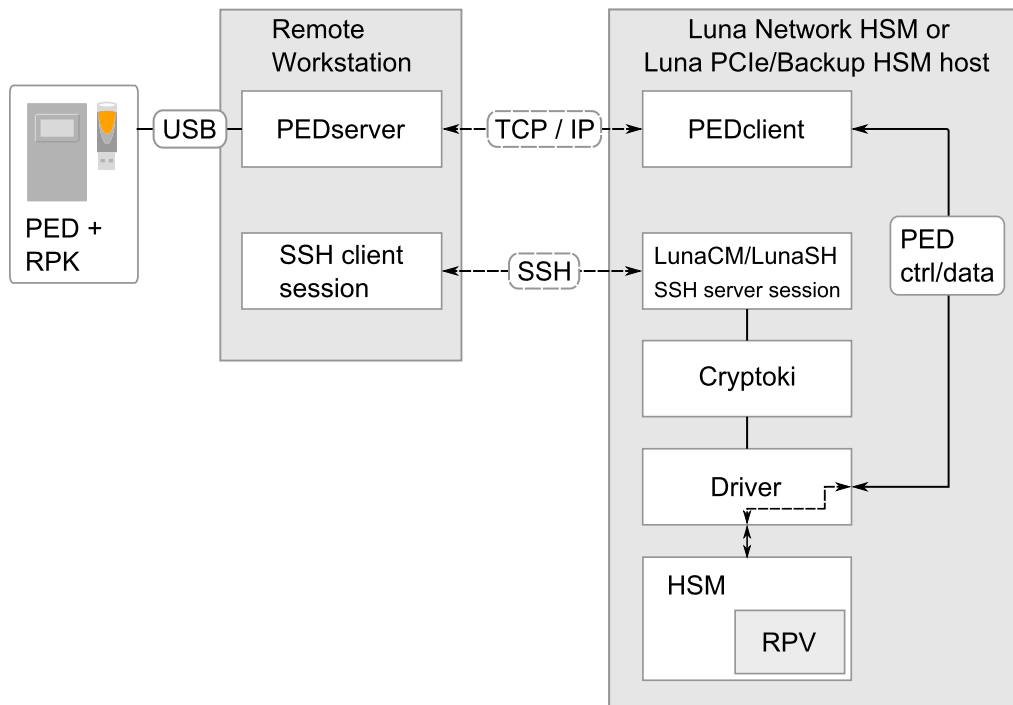 Remote
Workstation
Luna Network HSM or
Luna PCIe/Backup HSM host
PED +
RPK
USB
PEDserver
TCP / IP
PEDclient
SSH client
session
SSH
LunaCM/LunaSH
SSH server session
PED
ctrl/data
Cryptoki
Driver
HSM
RPV